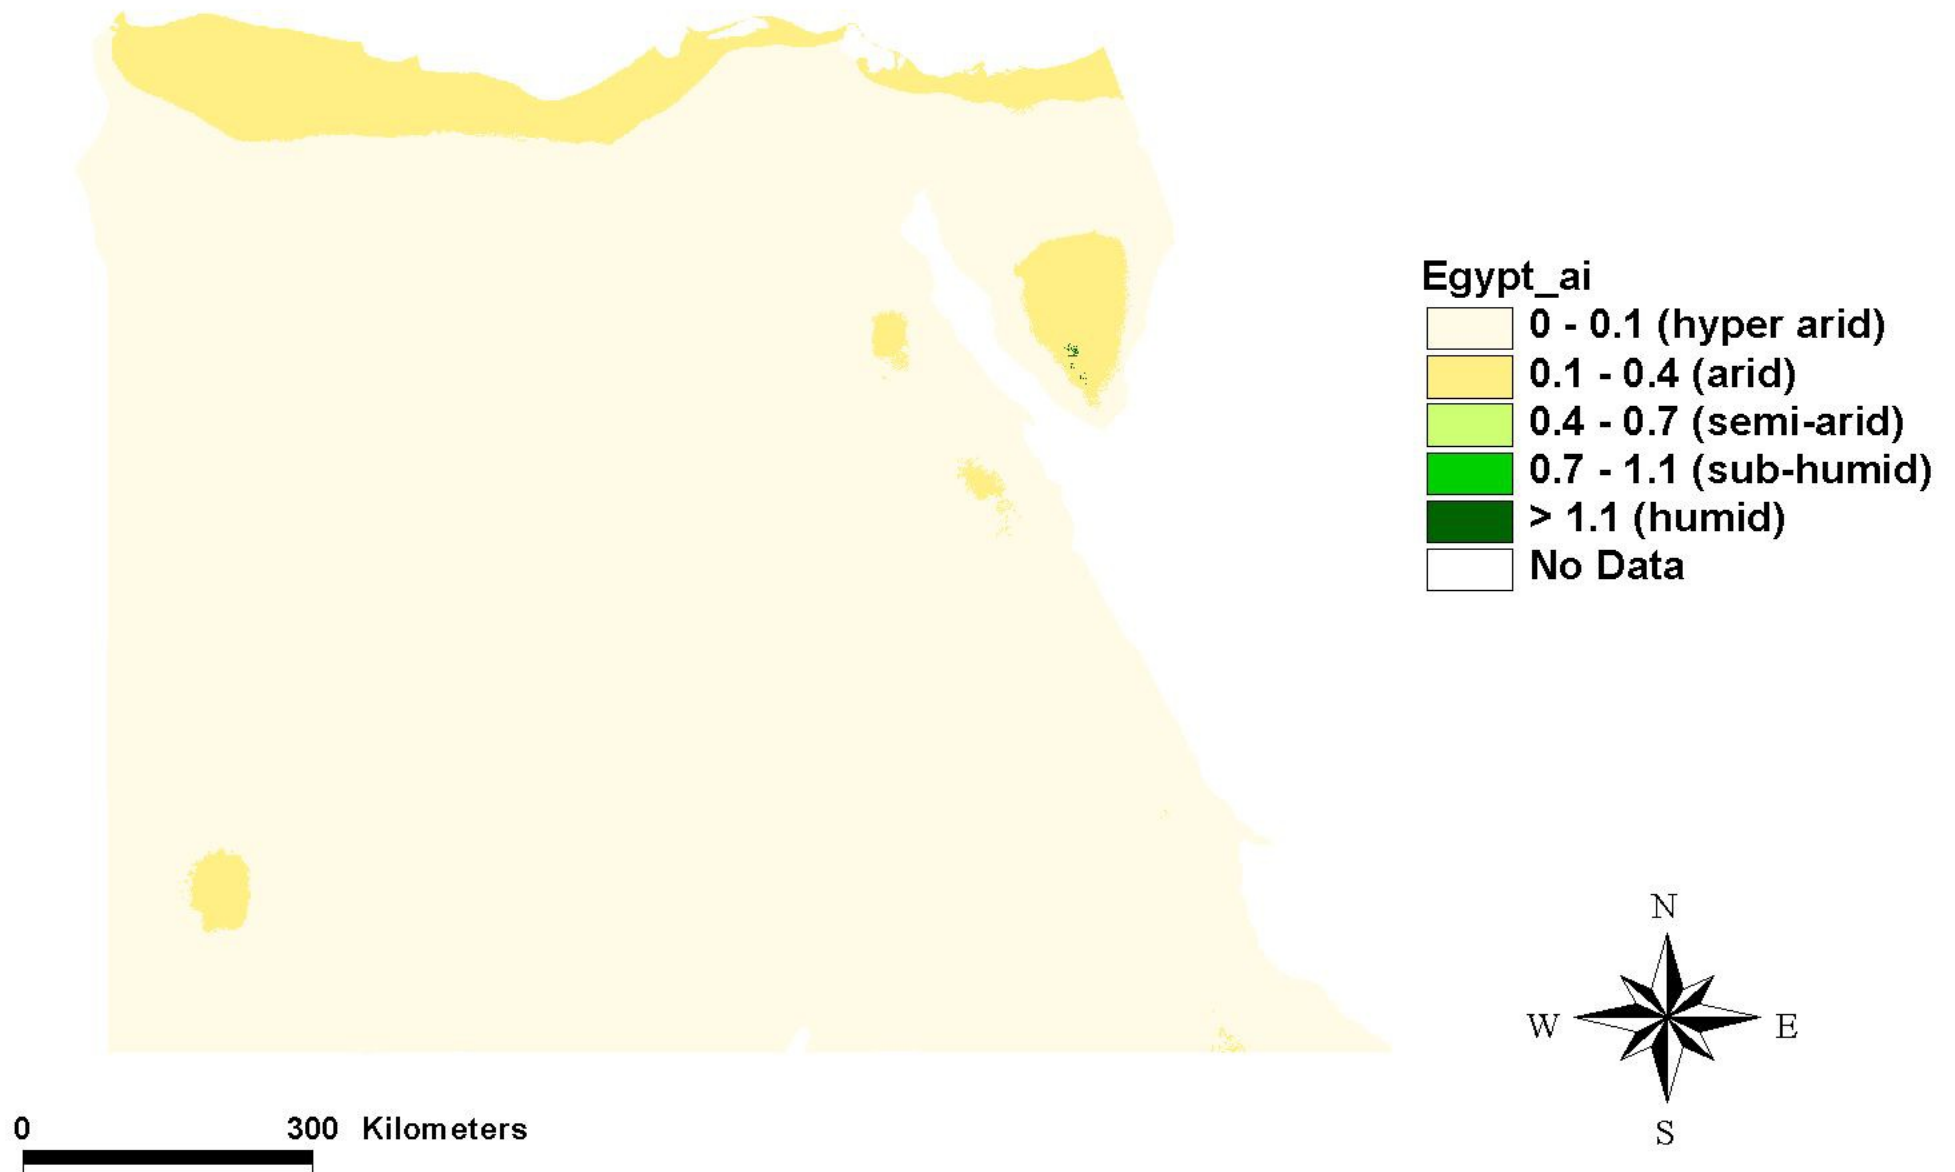 Egypt_ai
0 - 0.1 (hyper arid)
0.1 - 0.4 (arid)
0.4 - 0.7 (semi-arid)
0.7 - 1.1 (sub-humid)
> 1.1 (humid)
No Data
N
W E
S
0 300 Kilometers